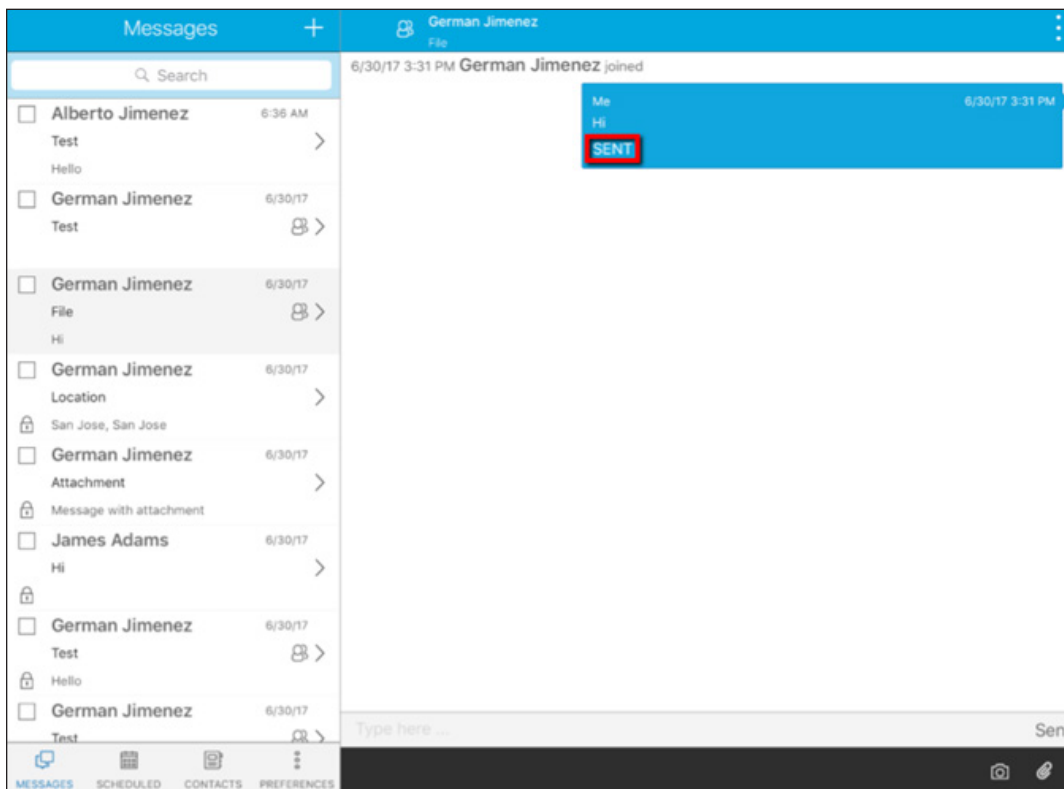 Messages +
Search
Alberto Jimenez 6:36 AM
Test
Hello
German Jimenez 6/30/17
Test
German Jimenez 6/30/17
File
Hi
German Jimenez 6/30/17
Location
San Jose, San Jose
German Jimenez 6/30/17
Attachment
Message with attachment
James Adams 6/30/17
Hi
German Jimenez 6/30/17
Test
Hello
German Jimenez 6/30/17
Test
MESSAGES SCHEDULED CONTACTS PREFERENCES
German Jimenez
File
6/30/17 3:31 PM German Jimenez joined
Me 6/30/17 3:31 PM
Hi
SENT
Type here ... Sen